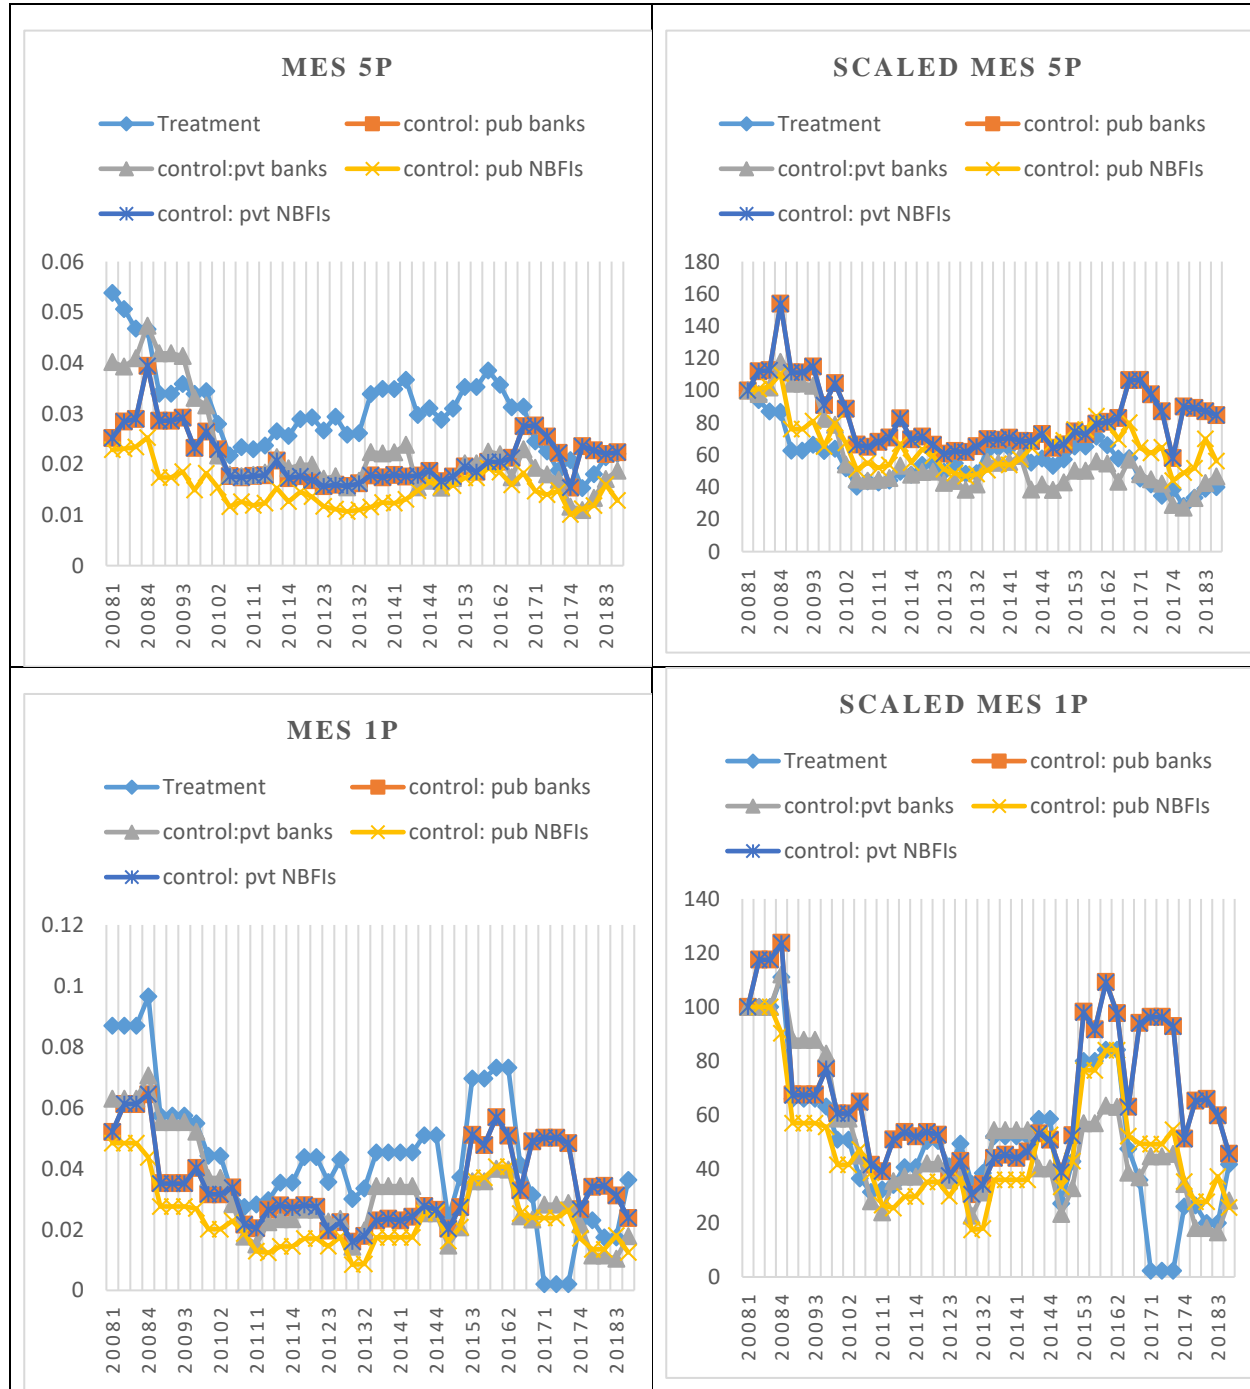 MES 5P
Treatment control: pub banks
control:pvt banks control: pub NBFIs
control: pvt NBFIs
0.06
0.05
0.04
0.03
0.02
0.01
0
20081 20084 20093 20102 20111 20114 20123 20132 20141 20144 20153 20162 20171 20174 20183
SCALED MES 5P
Treatment control: pub banks
control:pvt banks control: pub NBFIs
control: pvt NBFIs
180
160
140
120
100
80
60
40
20
0
20081 20084 20093 20102 20111 20114 20123 20132 20141 20144 20153 20162 20171 20174 20183
MES 1P
Treatment control: pub banks
control:pvt banks control: pub NBFIs
control: pvt NBFIs
0.12
0.1
0.08
0.06
0.04
0.02
0
20081 20084 20093 20102 20111 20114 20123 20132 20141 20144 20153 20162 20171 20174 20183
SCALED MES 1P
Treatment control: pub banks
control:pvt banks control: pub NBFIs
control: pvt NBFIs
140
120
100
80
60
40
20
0
20081 20084 20093 20102 20111 20114 20123 20132 20141 20144 20153 20162 20171 20174 20183